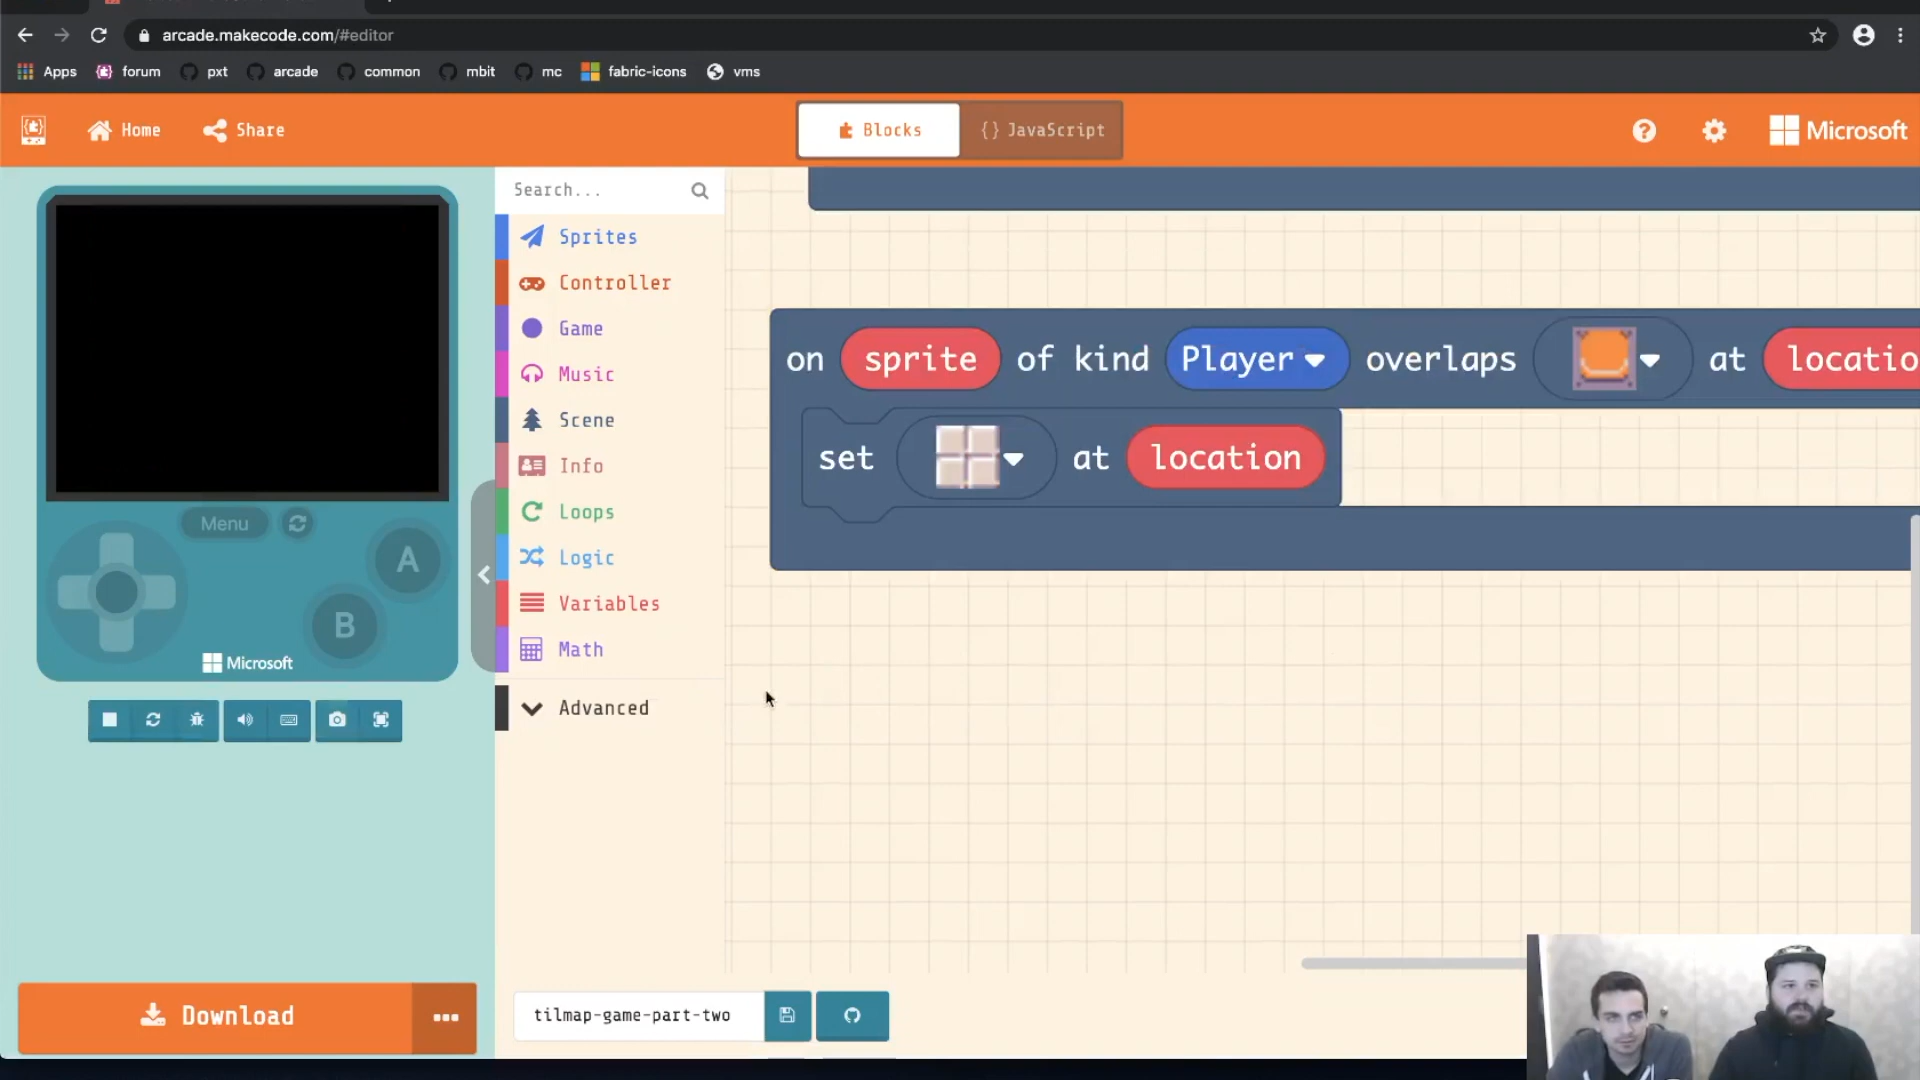 arcade.makecode.com/#editor
Apps forum pxt arcade common mbit mc fabric-icons vms
Home Share Blocks {} JavaScript Microsoft
Search...
Sprites
Controller
Game
Music
Scene
Info
Loops
Logic
Variables
Math
Advanced
Menu
A
B
Microsoft
on sprite of kind Player overlaps at locatio
set at location
Download
tilmap-game-part-two